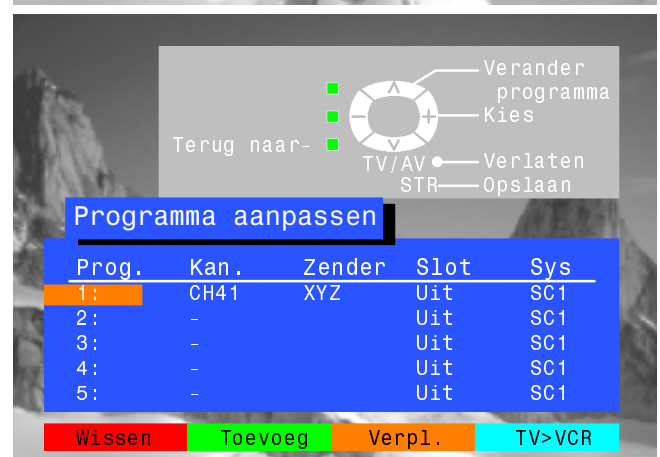 Verander
programma
Kies
Terug naar-
TV/AV Verlaten
STR Opslaan
Programma aanpassen
Prog. Kan. Zender Slot Sys
1: CH41 XYZ Uit SC1
2: - Uit SC1
3: - Uit SC1
4: - Uit SC1
5: - Uit SC1
Wissen Toevoeg Verpl. TV>VCR